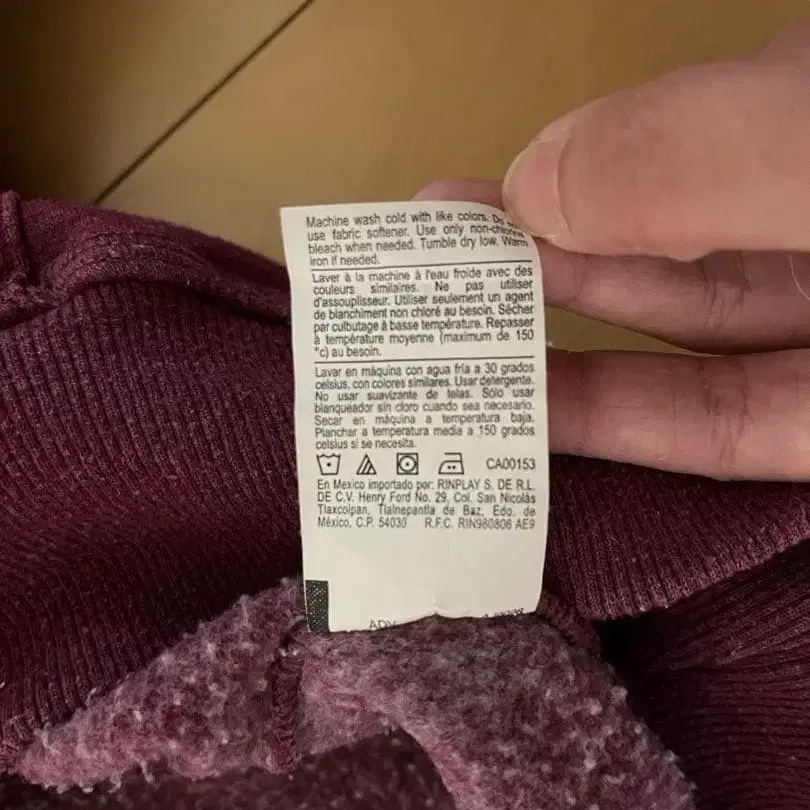 Machine wash cold with like colors. Do
use fabric softener. Use only non-chlorine
bleach when needed. Tumble dry low. Warm
iron if needed.
Laver à la machine à l'eau froide avec des
couleurs similaires. Ne pas utiliser
d'assouplisseur. Utiliser seulement un agent
de blanchiment non chloré au besoin. Sécher
par culbutage à basse température. Repasser
à température moyenne (maximum de 150
°c) au besoin.
Lavar en máquina con agua fría a 30 grados
celsius, con colores similares. Usar detergente.
No usar suavizante de telas. Sólo usar
blanqueador sin cloro cuando sea necesario.
Secar en máquina a temperatura baja.
Planchar a temperatura media a 150 grados
celsius si se necesita.
CA00153
En Mexico importado por: RINPLAY S. DE R.L.
DE C.V. Henry Ford No. 29, Col. San Nicolás
Tlaxcolpan, Tlalnepantla de Baz, Edo. de
México, C.P. 54030 R.F.C. RIN980806 AE9
ADV